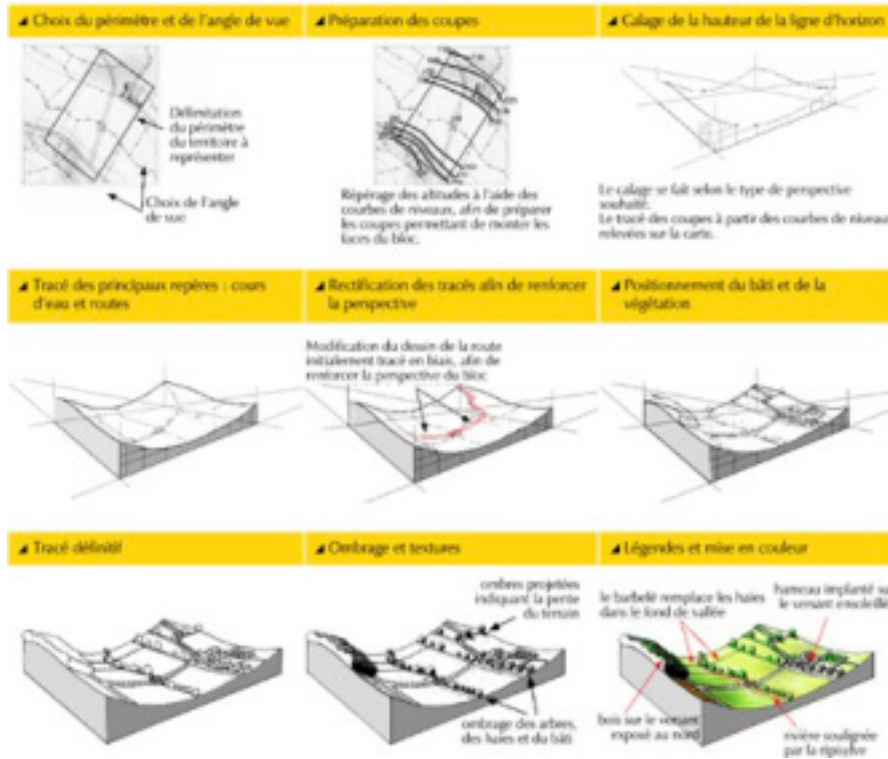 Choix du périmètre et de l'angle de vue
Délimitation
du périmètre
du territoire à
représenter
Choix de l'angle
de vue
Préparation des coupes
Répérage des altitudes à l'aide des
courbes de niveaux, afin de préparer
les coupes permettant de monter les
faces du bloc.
Calage de la hauteur de la ligne d'horizon
Le calage se fait selon le type de perspective
souhaité.
Le tracé des coupes à partir des courbes de niveau
relevées sur la carte.
Tracé des principaux repères : cours
d'eau et routes
Rectification des tracés afin de renforcer
la perspective
Modification du dessin de la route
initialement tracé en biais, afin de
renforcer la perspective du bloc
Positionnement du bâti et de la
végétation
Tracé définitif
Ombrage et textures
ombres projetées
indiquant la pente
du terrain
ombrage des arbres,
des haies et du bâti
Légendes et mise en couleur
le barbelé remplace les haies
dans le fond de vallée
hameau implanté su
le versant ensoleillé
bois sur le versant
exposé au nord
rivière soulignée
par la ripisylve